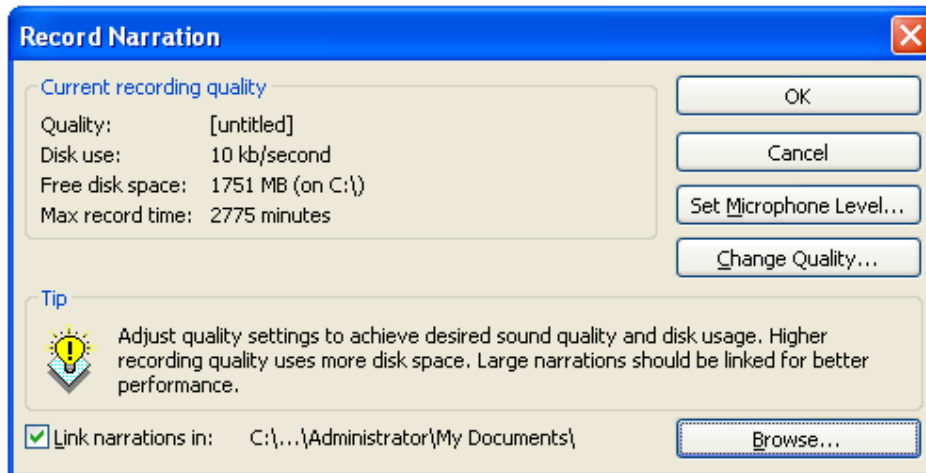 Record Narration
Current recording quality
Quality: [untitled]
Disk use: 10 kb/second
Free disk space: 1751 MB (on C:\)
Max record time: 2775 minutes
OK
Cancel
Set Microphone Level...
Change Quality...
Tip
Adjust quality settings to achieve desired sound quality and disk usage. Higher
recording quality uses more disk space. Large narrations should be linked for better
performance.
Link narrations in: C:\...\Administrator\My Documents\
Browse...